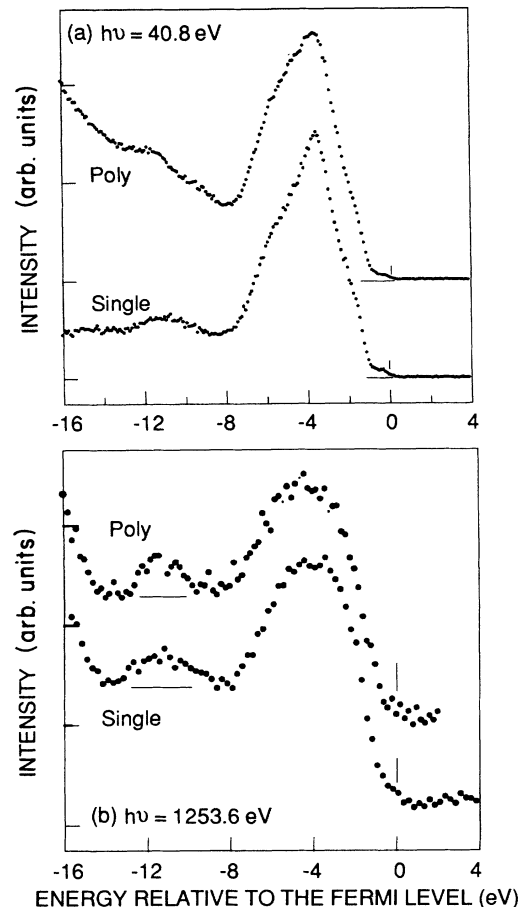 (a) hυ = 40.8 eV
INTENSITY (arb. units)
Poly
Single
-16 -12 -8 -4 0 4
INTENSITY (arb. units)
Poly
Single
(b) hυ = 1253.6 eV
-16 -12 -8 -4 0 4
ENERGY RELATIVE TO THE FERMI LEVEL (eV)